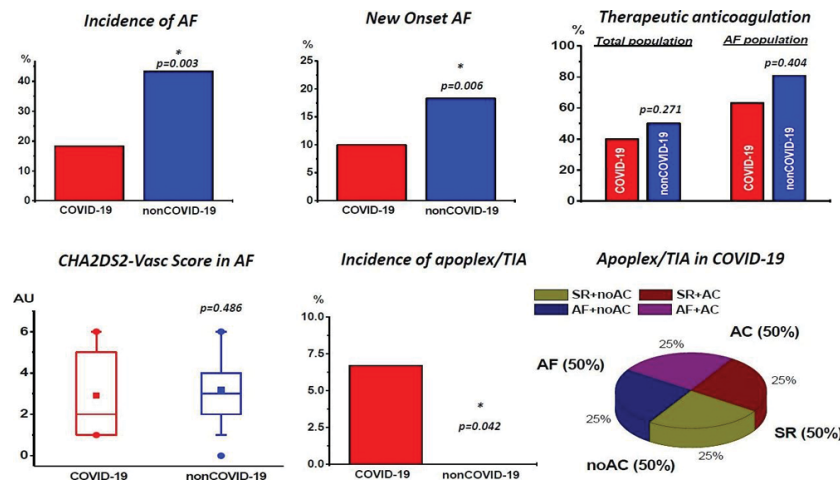 Incidence of AF
%
40
30
20
10
0
*
p=0.003
COVID-19 nonCOVID-19
New Onset AF
%
25
20
15
10
5
0
*
p=0.006
COVID-19 nonCOVID-19
Therapeutic anticoagulation
%
100
80
60
40
20
0
Total population AF population
p=0.271
p=0.404
COVID-19
nonCOVID-19
COVID-19
nonCOVID-19
CHA2DS2-Vasc Score in AF
AU
6
4
2
0
p=0.486
COVID-19 nonCOVID-19
Incidence of apoplex/TIA
%
10.0
7.5
5.0
2.5
0.0
*
p=0.042
COVID-19 nonCOVID-19
Apoplex/TIA in COVID-19
SR+noAC SR+AC
AF+noAC AF+AC
AC (50%)
25%
AF (50%)
25%
25%
SR (50%)
25%
noAC (50%)